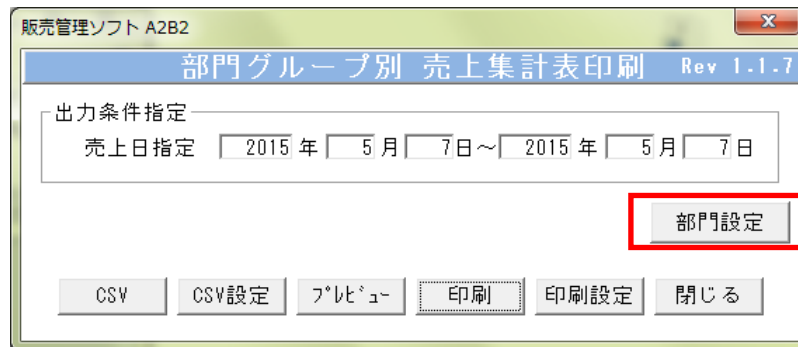 販売管理ソフト A2B2
部門グループ別 売上集計表印刷 Rev 1.1.7
出力条件指定
売上日指定 2015 年 5 月 7 日 ～ 2015 年 5 月 7 日
部門設定
CSV CSV設定 ﾌﾟﾚﾋﾞｭｰ 印刷 印刷設定 閉じる